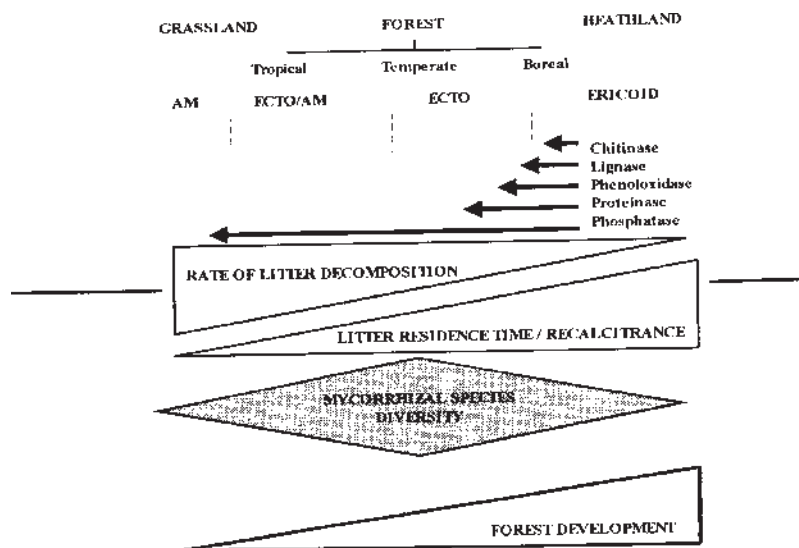 GRASSLAND FOREST HEATHLAND
Tropical Temperate Boreal
AM ECTO/AM ECTO ERICOID
Chitinase
Lignase
Phenoloxidase
Proteinase
Phosphatase
RATE OF LITTER DECOMPOSITION
LITTER RESIDENCE TIME / RECALCITRANCE
MYCORRHIZAL SPECIES
DIVERSITY
FOREST DEVELOPMENT